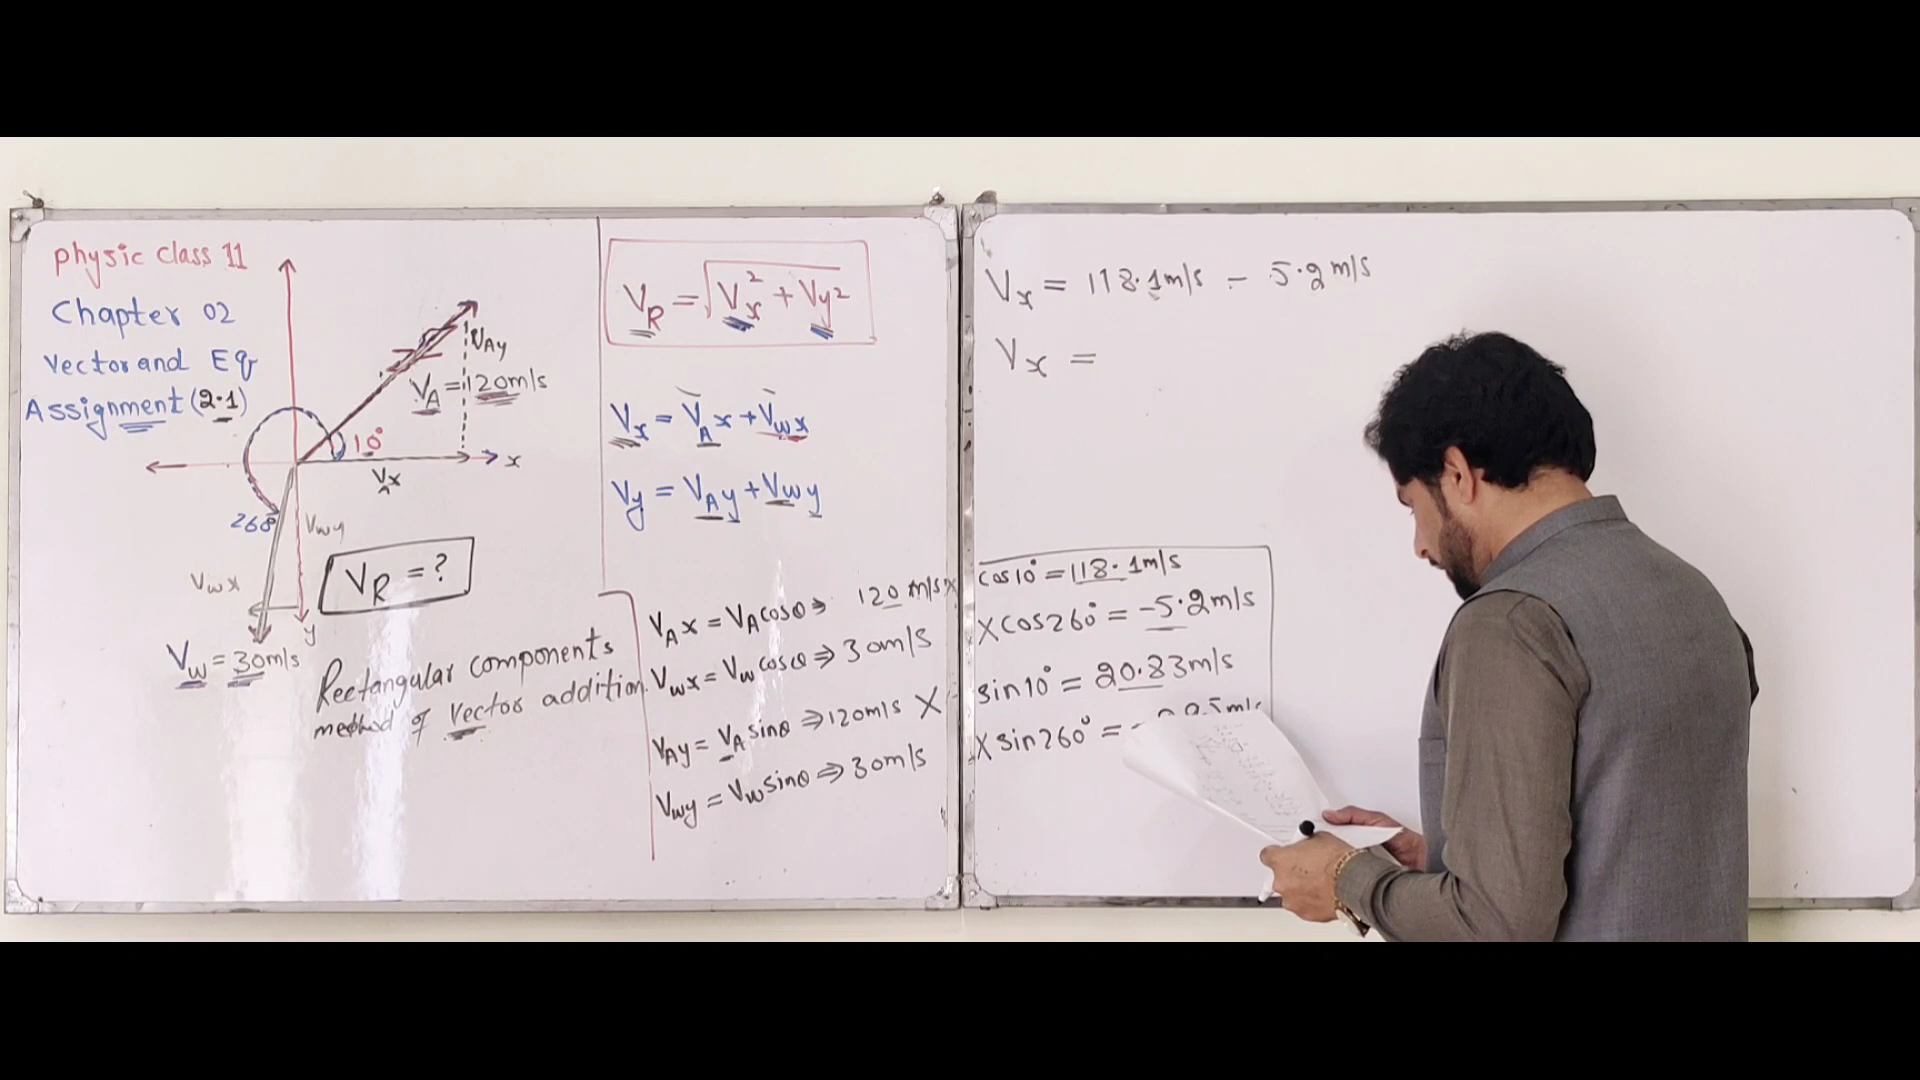 physic class 11
Chapter 02
Vector and Eq
Assignment (2.1)
VAy
VA = 120m/s
10°
x
VAx
260°
Vwy
Vwx
y
VR = ?
Vw = 30m/s
Rectangular components
method of vector addition
VR = √Vx² + Vy²
Vx = VAx + Vwx
Vy = VAy + Vwy
VAx = VA cosθ ⇒ 120 m/s × cos10° = 118.1m/s
Vwx = Vw cosθ ⇒ 30m/s × cos260° = -5.2m/s
VAy = VA sinθ ⇒ 120m/s × sin10° = 20.83m/s
Vwy = Vw sinθ ⇒ 30m/s × sin260° = -
Vx = 118.1m/s - 5.2m/s
Vx =